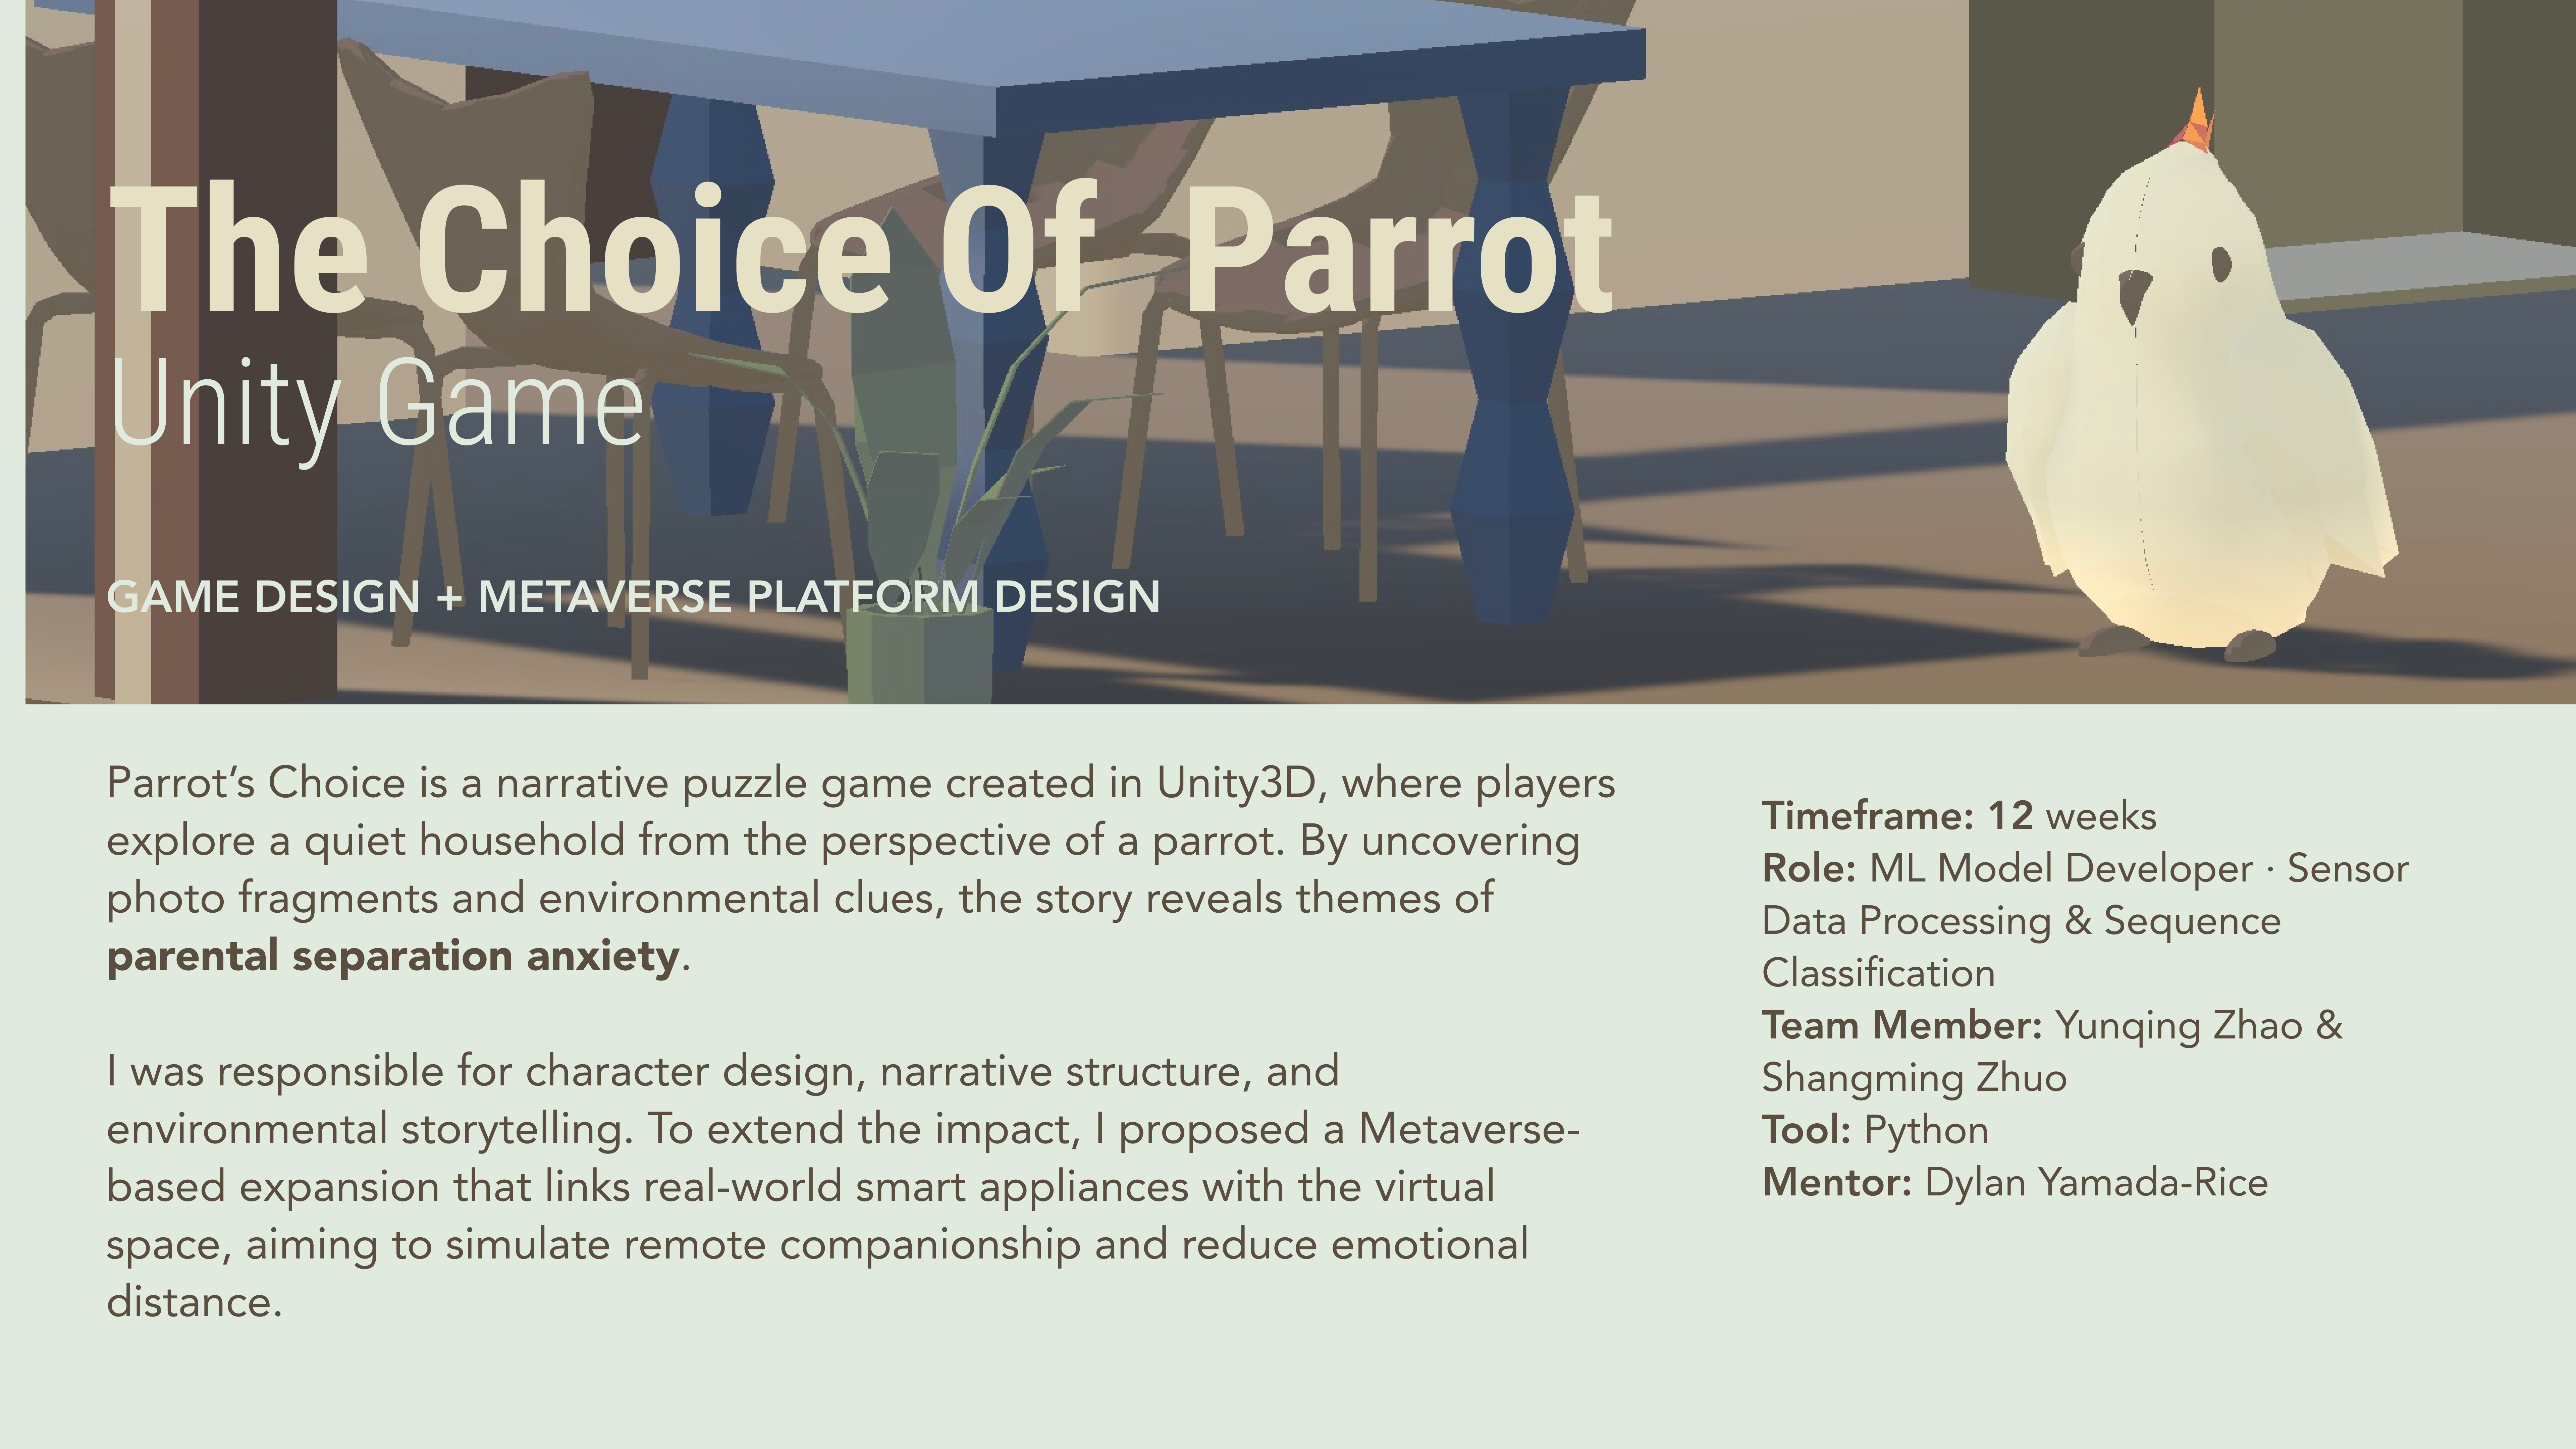 The Choice Of  Parrot
Unity Game
GAME DESIGN + METAVERSE PLATFORM DESIGN
Parrot’s Choice is a narrative puzzle game created in Unity3D, where players
explore a quiet household from the perspective of a parrot. By uncovering
photo fragments and environmental clues, the story reveals themes of
parental separation anxiety.
I was responsible for character design, narrative structure, and
environmental storytelling. To extend the impact, I proposed a Metaverse-
based expansion that links real-world smart appliances with the virtual
space, aiming to simulate remote companionship and reduce emotional
distance.
Timeframe: 12 weeks
Role: ML Model Developer · Sensor
Data Processing & Sequence
Classification
Team Member: Yunqing Zhao &
Shangming Zhuo
Tool: Python
Mentor: Dylan Yamada-Rice